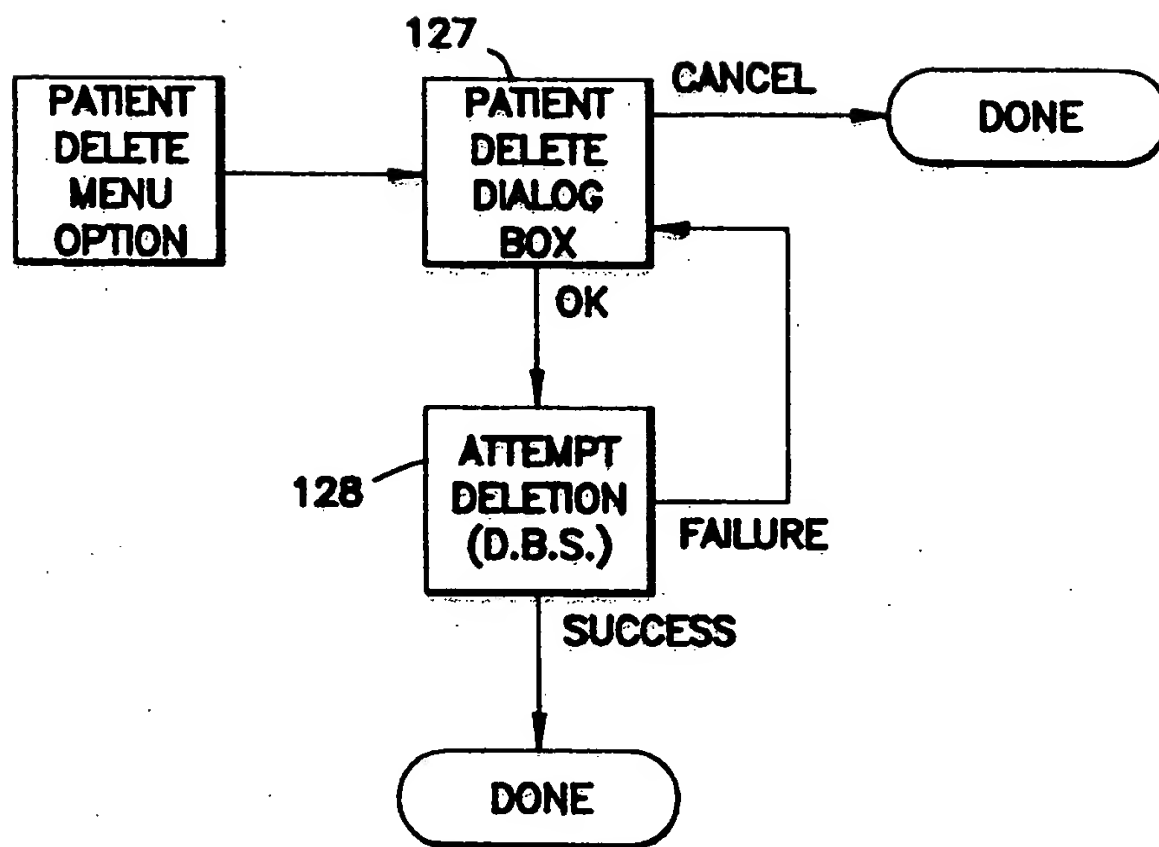 127
PATIENT
DELETE
MENU
OPTION
PATIENT
DELETE
DIALOG
BOX
CANCEL
DONE
OK
128
ATTEMPT
DELETION
(D.B.S.)
FAILURE
SUCCESS
DONE